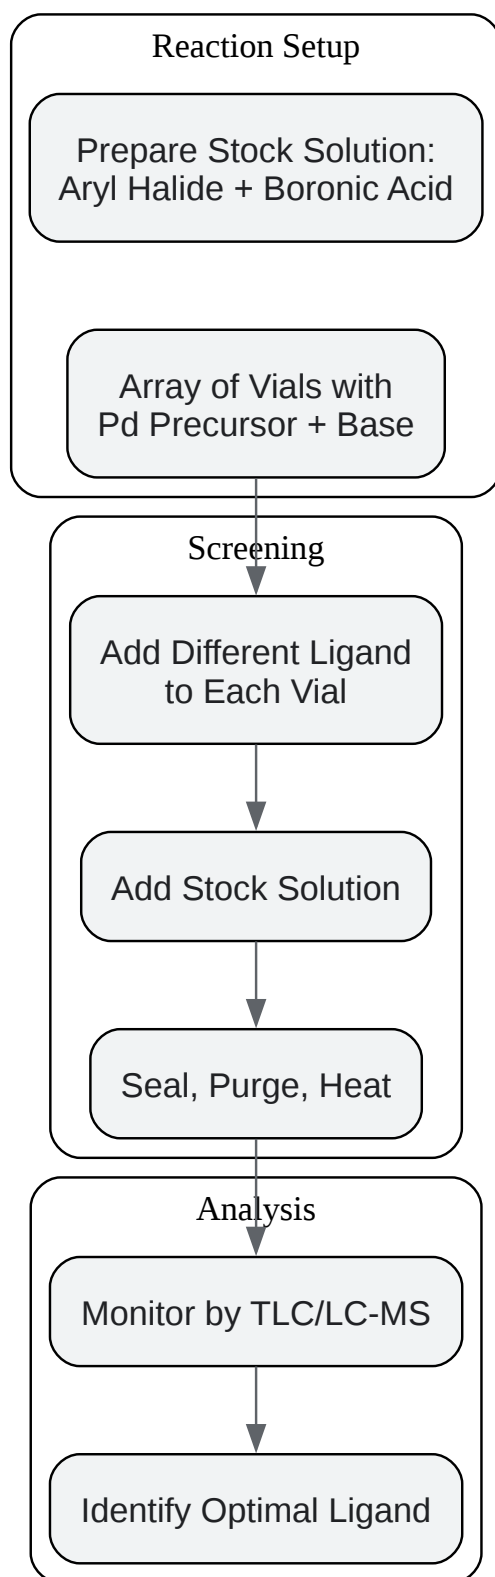 Reaction Setup
Prepare Stock Solution:
Aryl Halide + Boronic Acid
Array of Vials with
Pd Precursor + Base
Screening
Add Different Ligand
to Each Vial
Add Stock Solution
Seal, Purge, Heat
Analysis
Monitor by TLC/LC-MS
Identify Optimal Ligand